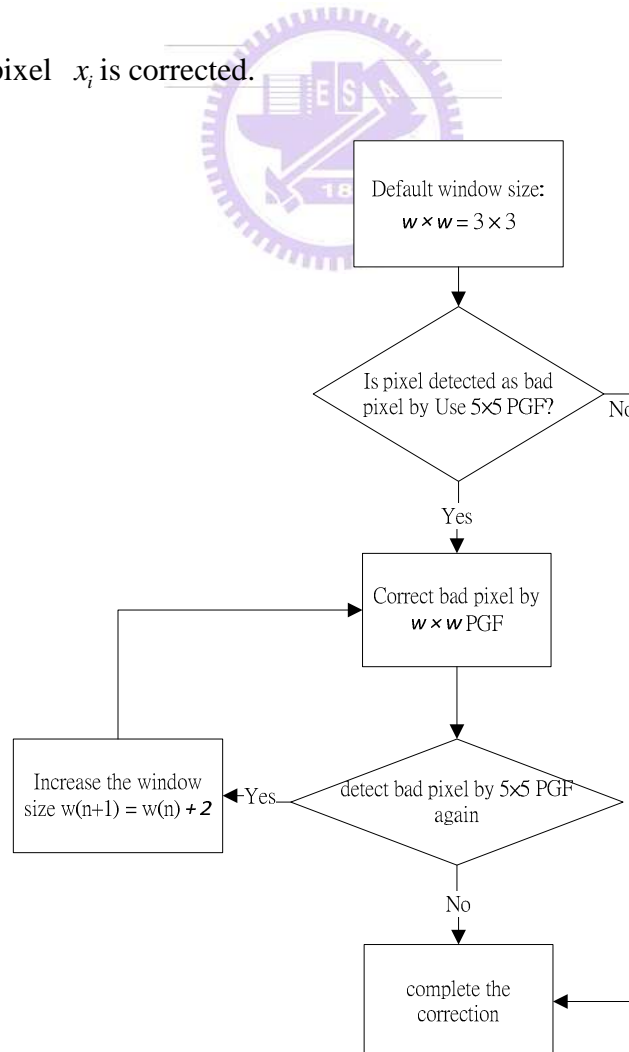 pixel x_i is corrected.
E S A
18
Default window size:
w × w = 3 × 3
Is pixel detected as bad
pixel by Use 5×5 PGF?
No
Yes
Correct bad pixel by
w × w PGF
Increase the window
size w(n+1) = w(n) + 2
Yes
detect bad pixel by 5×5 PGF
again
No
complete the
correction